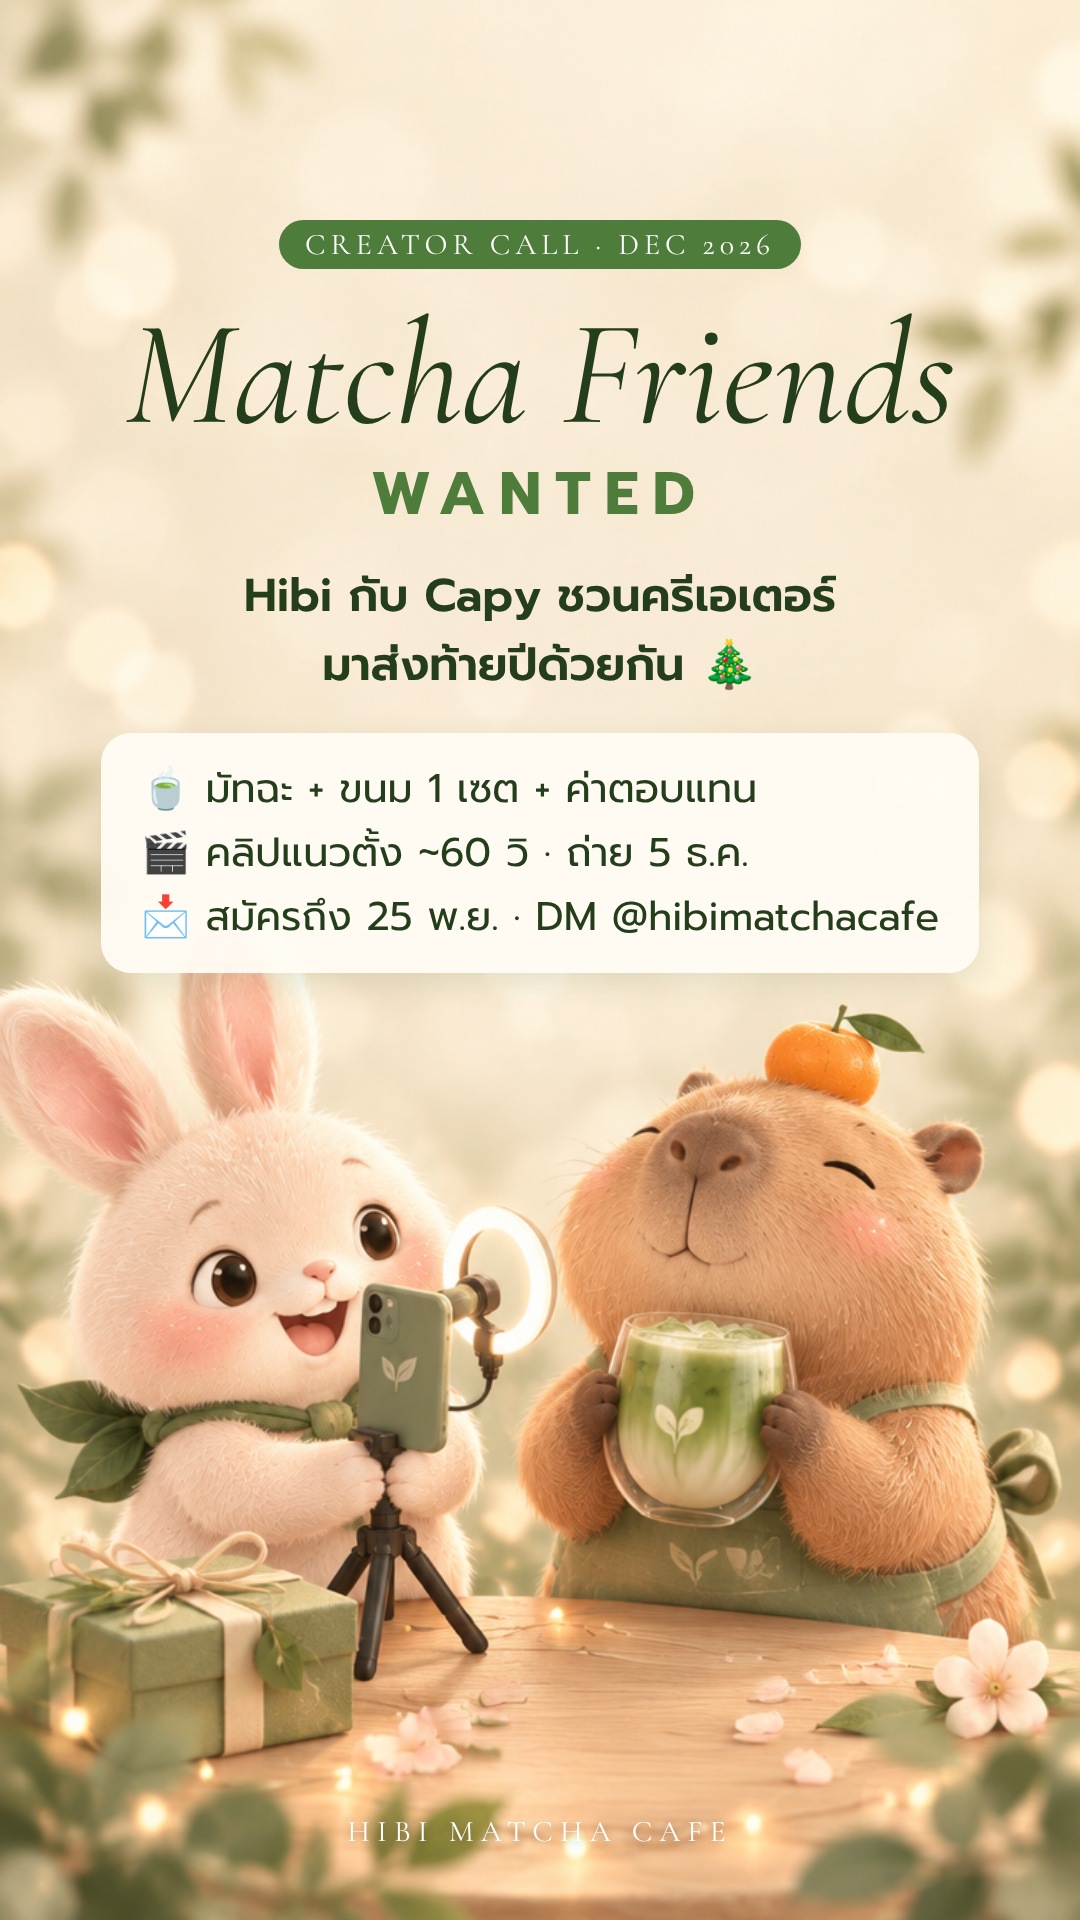 CREATOR CALL · DEC 2026
Matcha Friends
WANTED
Hibi กับ Capy ชวนครีเอเตอร์
มาส่งท้ายปีด้วยกัน 🎄
🍵 มัทฉะ + ขนม 1 เซต + ค่าตอบแทน
🎬 คลิปแนวตั้ง ~60 วิ · ถ่าย 5 ธ.ค.
📩 สมัครถึง 25 พ.ย. · DM @hibimatchacafe
HIBI MATCHA CAFE